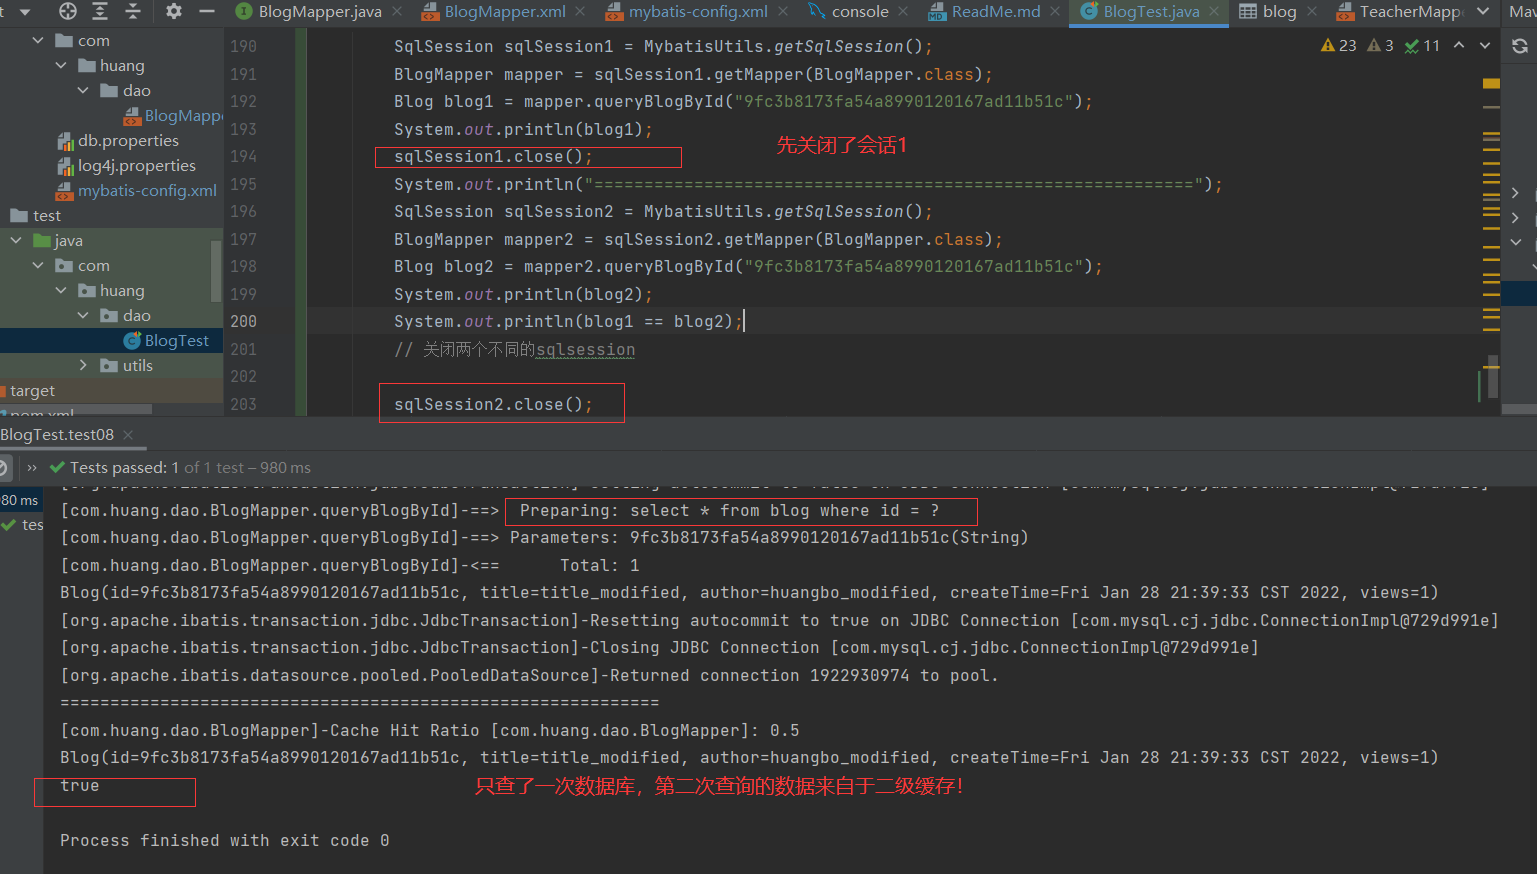 t BlogMapper.java BlogMapper.xml mybatis-config.xml console ReadMe.md BlogTest.java blog TeacherMapp Mav
com
huang
dao
BlogMapp
db.properties
log4j.properties
mybatis-config.xml
test
java
com
huang
dao
BlogTest
utils
target
pom.xml
23 3 11
190 SqlSession sqlSession1 = MybatisUtils.getSqlSession();
191 BlogMapper mapper = sqlSession1.getMapper(BlogMapper.class);
192 Blog blog1 = mapper.queryBlogById("9fc3b8173fa54a8990120167ad11b51c");
193 System.out.println(blog1);
先关闭了会话1
194 sqlSession1.close();
195 System.out.println("============================================================");
196 SqlSession sqlSession2 = MybatisUtils.getSqlSession();
197 BlogMapper mapper2 = sqlSession2.getMapper(BlogMapper.class);
198 Blog blog2 = mapper2.queryBlogById("9fc3b8173fa54a8990120167ad11b51c");
199 System.out.println(blog2);
200 System.out.println(blog1 == blog2);
201 // 关闭两个不同的sqlsession
202
203 sqlSession2.close();
BlogTest.test08
Tests passed: 1 of 1 test – 980 ms
80 ms
tes
[com.huang.dao.BlogMapper.queryBlogById]-==> Preparing: select * from blog where id = ?
[com.huang.dao.BlogMapper.queryBlogById]-==> Parameters: 9fc3b8173fa54a8990120167ad11b51c(String)
[com.huang.dao.BlogMapper.queryBlogById]-<== Total: 1
Blog(id=9fc3b8173fa54a8990120167ad11b51c, title=title_modified, author=huangbo_modified, createTime=Fri Jan 28 21:39:33 CST 2022, views=1)
[org.apache.ibatis.transaction.jdbc.JdbcTransaction]-Resetting autocommit to true on JDBC Connection [com.mysql.cj.jdbc.ConnectionImpl@729d991e]
[org.apache.ibatis.transaction.jdbc.JdbcTransaction]-Closing JDBC Connection [com.mysql.cj.jdbc.ConnectionImpl@729d991e]
[org.apache.ibatis.datasource.pooled.PooledDataSource]-Returned connection 1922930974 to pool.
============================================================
[com.huang.dao.BlogMapper]-Cache Hit Ratio [com.huang.dao.BlogMapper]: 0.5
Blog(id=9fc3b8173fa54a8990120167ad11b51c, title=title_modified, author=huangbo_modified, createTime=Fri Jan 28 21:39:33 CST 2022, views=1)
true
只查了一次数据库，第二次查询的数据来自于二级缓存！
Process finished with exit code 0